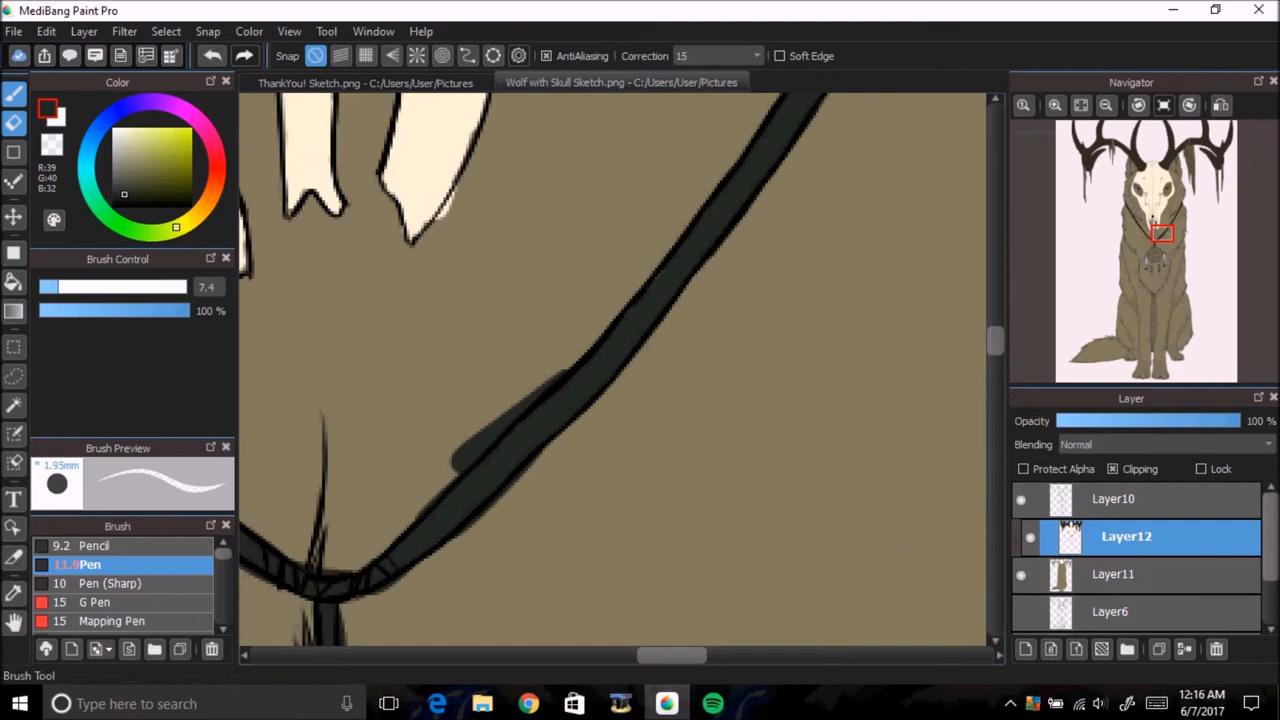 MediBang Paint Pro
File Edit Layer Filter Select Snap Color View Tool Window Help
Snap AntiAliasing Correction 15 Soft Edge
Color
ThankYou! Sketch.png - C:/Users/User/Pictures
Wolf with Skull Sketch.png - C:/Users/User/Pictures
Navigator
R:39
G:40
B:32
Brush Control
7.4
100 %
Brush Preview
* 1.95mm
Brush
9.2 Pencil
11.9 Pen
10 Pen (Sharp)
15 G Pen
15 Mapping Pen
Layer
Opacity 100 %
Blending Normal
Protect Alpha Clipping Lock
Layer10
Layer12
Layer11
Layer6
Brush Tool
Type here to search
12:16 AM
6/7/2017